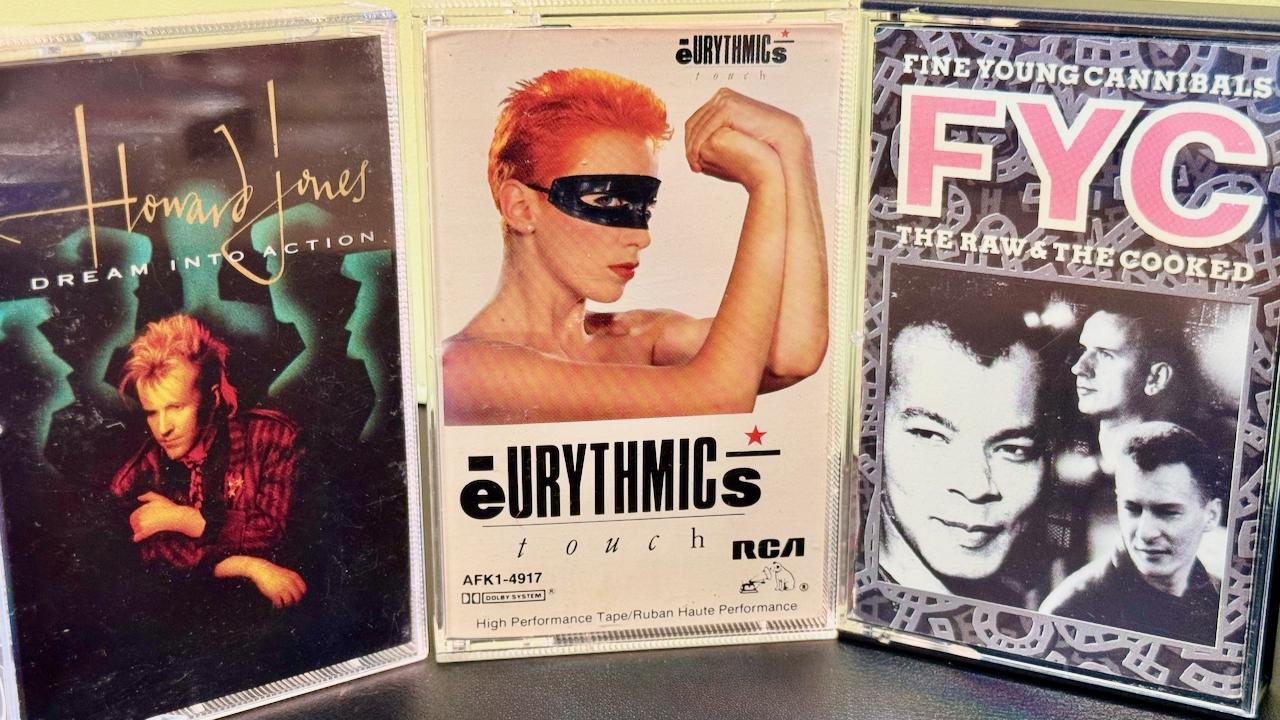 Howard Jones
DREAM INTO ACTION
eURYTHMICs
touch
eURYTHMICs
touch
RCA
AFK1-4917
DOLBY SYSTEM ®
®
High Performance Tape/Ruban Haute Performance
FINE YOUNG CANNIBALS
FYC
THE RAW & THE COOKED